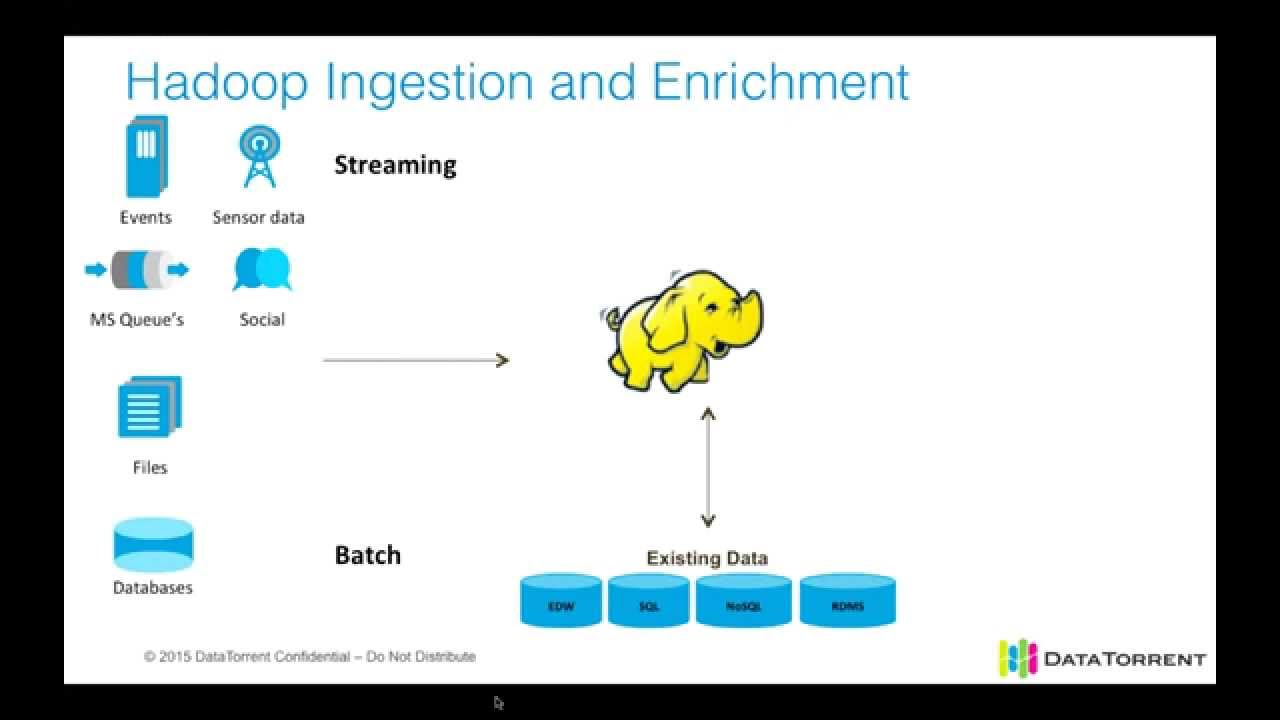 Hadoop Ingestion and Enrichment
Streaming
Events
Sensor data
MS Queue's
Social
Files
Databases
Batch
Existing Data
EDW
SQL
NoSQL
RDMS
© 2015 DataTorrent Confidential – Do Not Distribute
DATATORRENT